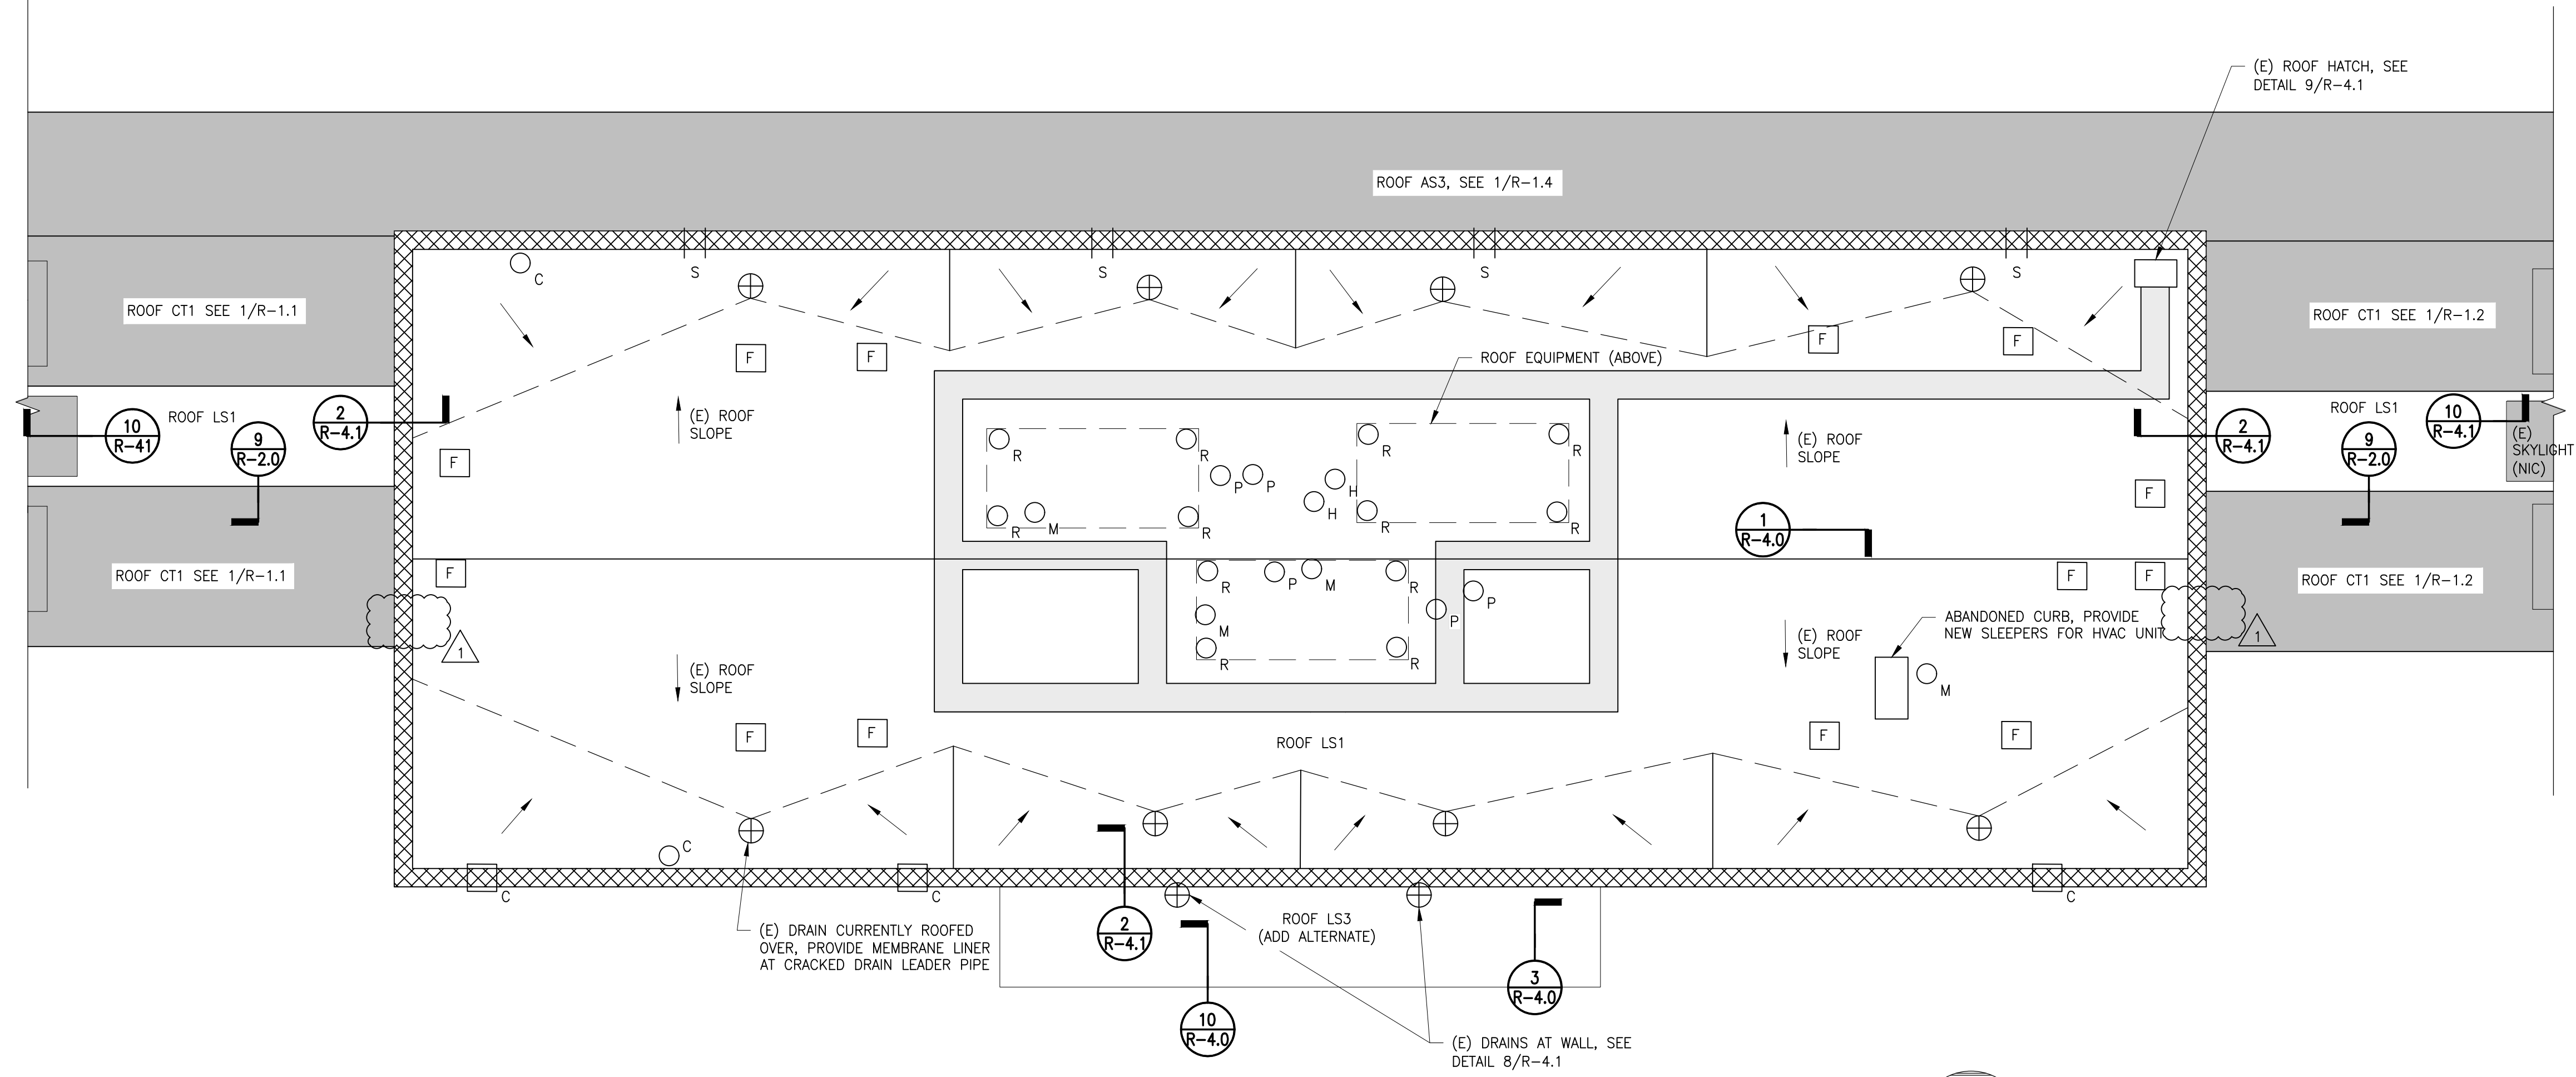 (E) ROOF HATCH, SEE
DETAIL 9/R-4.1
ROOF AS3, SEE 1/R-1.4
S
S
S
S
C
ROOF CT1 SEE 1/R-1.1
ROOF CT1 SEE 1/R-1.2
F
F
F
F
ROOF EQUIPMENT (ABOVE)
10
R-41
ROOF LS1
9
R-2.0
2
R-4.1
(E) ROOF
SLOPE
F
R
R
R
M
R
P
P
H
H
R
R
R
R
(E) ROOF
SLOPE
2
R-4.1
ROOF LS1
9
R-2.0
10
R-4.1
(E)
SKYLIGHT
(NIC)
F
1
R-4.0
ROOF CT1 SEE 1/R-1.1
F
R
P
M
R
M
R
R
P
P
F
F
ROOF CT1 SEE 1/R-1.2
1
(E) ROOF
SLOPE
(E) ROOF
SLOPE
ABANDONED CURB, PROVIDE
NEW SLEEPERS FOR HVAC UNIT
1
M
F
F
ROOF LS1
F
F
C
C
C
C
(E) DRAIN CURRENTLY ROOFED
OVER, PROVIDE MEMBRANE LINER
AT CRACKED DRAIN LEADER PIPE
2
R-4.1
ROOF LS3
(ADD ALTERNATE)
3
R-4.0
10
R-4.0
(E) DRAINS AT WALL, SEE
DETAIL 8/R-4.1